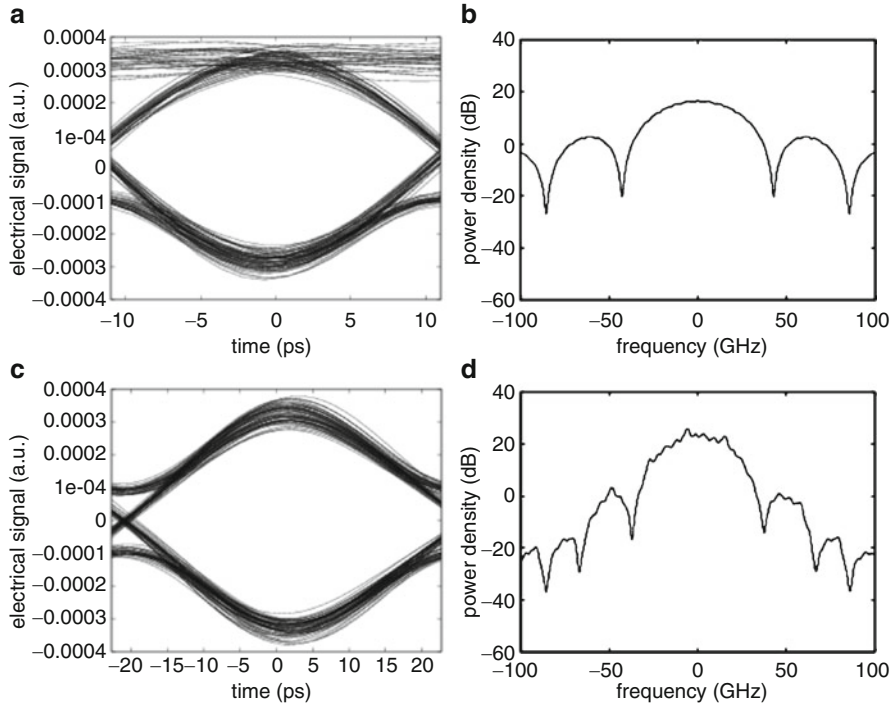 a
0.0004
0.0003
0.0002
1e-04
0
−0.0001
−0.0002
−0.0003
−0.0004
electrical signal (a.u.)
−10 −5 0 5 10
time (ps)
b
40
20
0
−20
−40
−60
power density (dB)
−100 −50 0 50 100
frequency (GHz)
c
0.0004
0.0003
0.0002
1e-04
0
−0.0001
−0.0002
−0.0003
−0.0004
electrical signal (a.u.)
−20 −15 −10 −5 0 5 10 15 20
time (ps)
d
40
20
0
−20
−40
−60
power density (dB)
−100 −50 0 50 100
frequency (GHz)